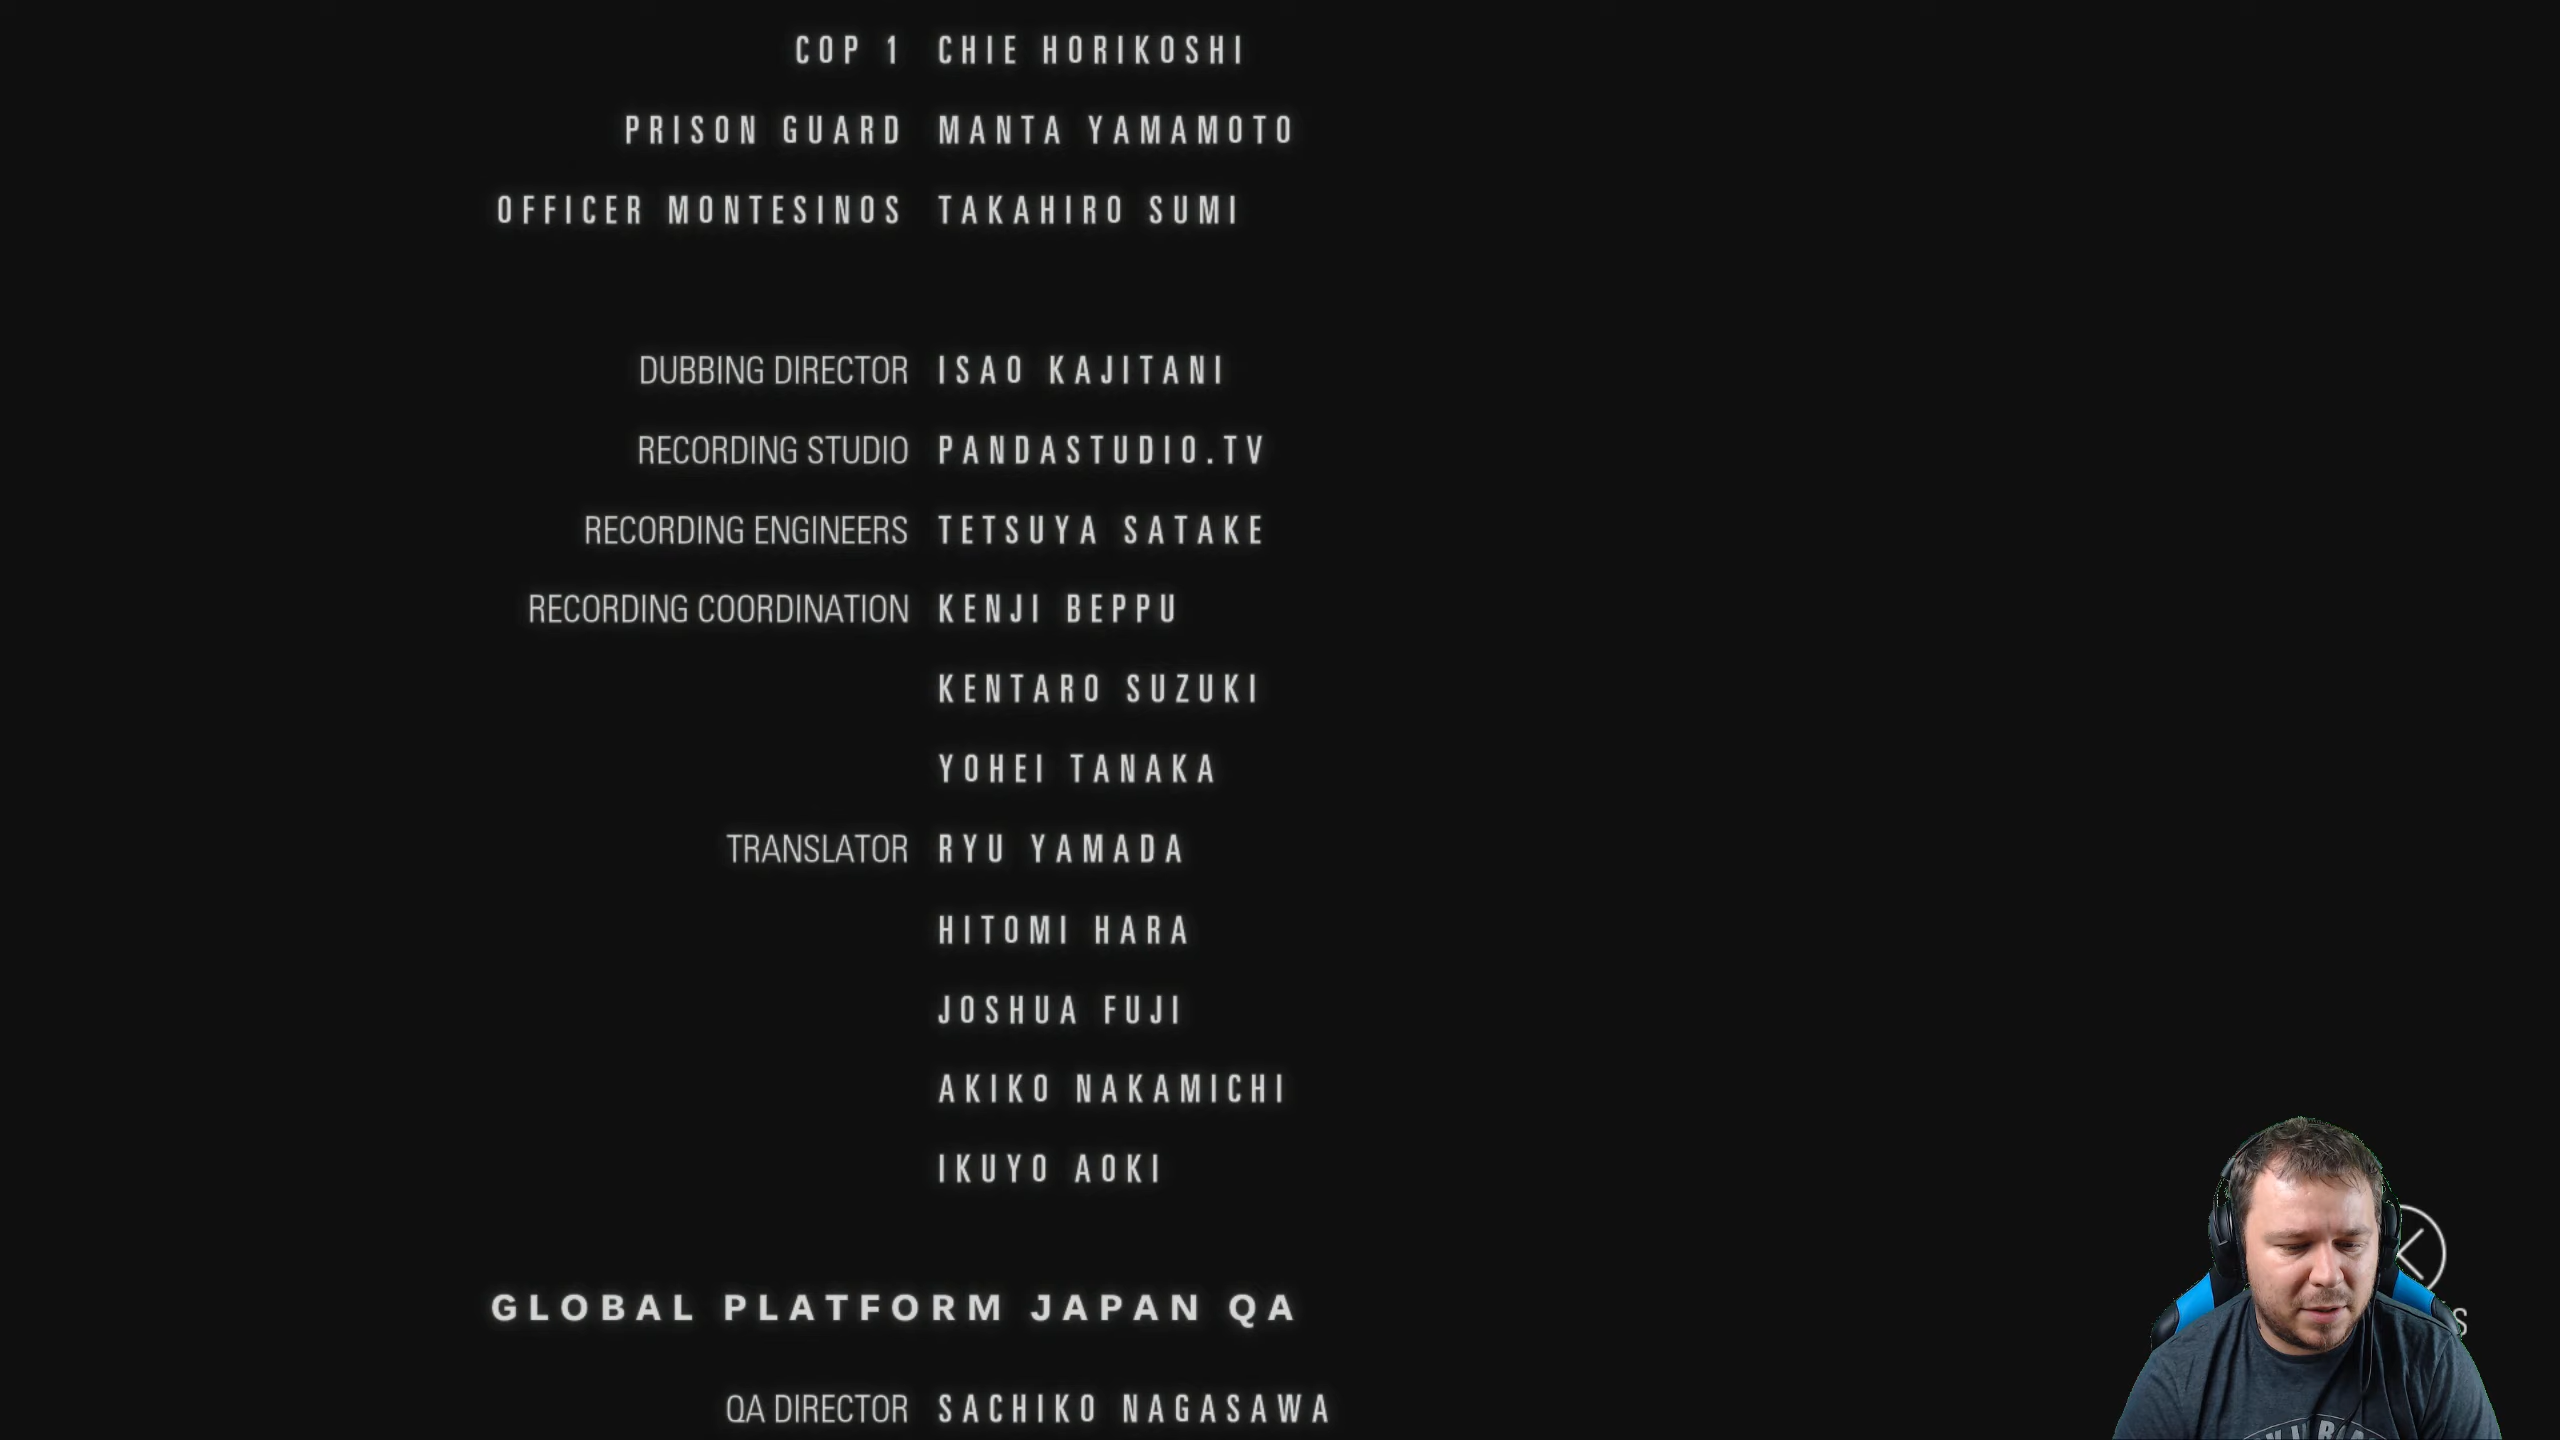 COP 1 CHIE HORIKOSHI
PRISON GUARD MANTA YAMAMOTO
OFFICER MONTESINOS TAKAHIRO SUMI
DUBBING DIRECTOR ISAO KAJITANI
RECORDING STUDIO PANDASTUDIO.TV
RECORDING ENGINEERS TETSUYA SATAKE
RECORDING COORDINATION KENJI BEPPU
KENTARO SUZUKI
YOHEI TANAKA
TRANSLATOR RYU YAMADA
HITOMI HARA
JOSHUA FUJI
AKIKO NAKAMICHI
IKUYO AOKI
GLOBAL PLATFORM JAPAN QA
QA DIRECTOR SACHIKO NAGASAWA